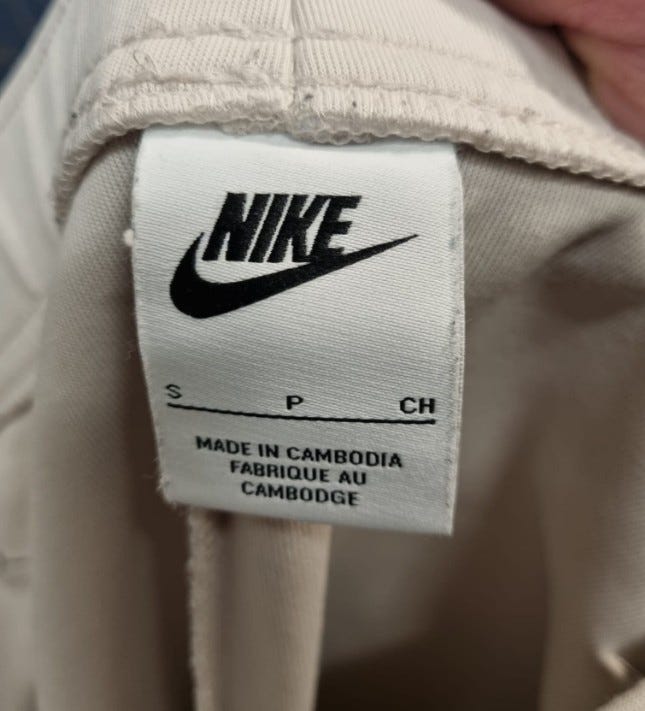 NIKE
S P CH
MADE IN CAMBODIA
FABRIQUE AU
CAMBODGE